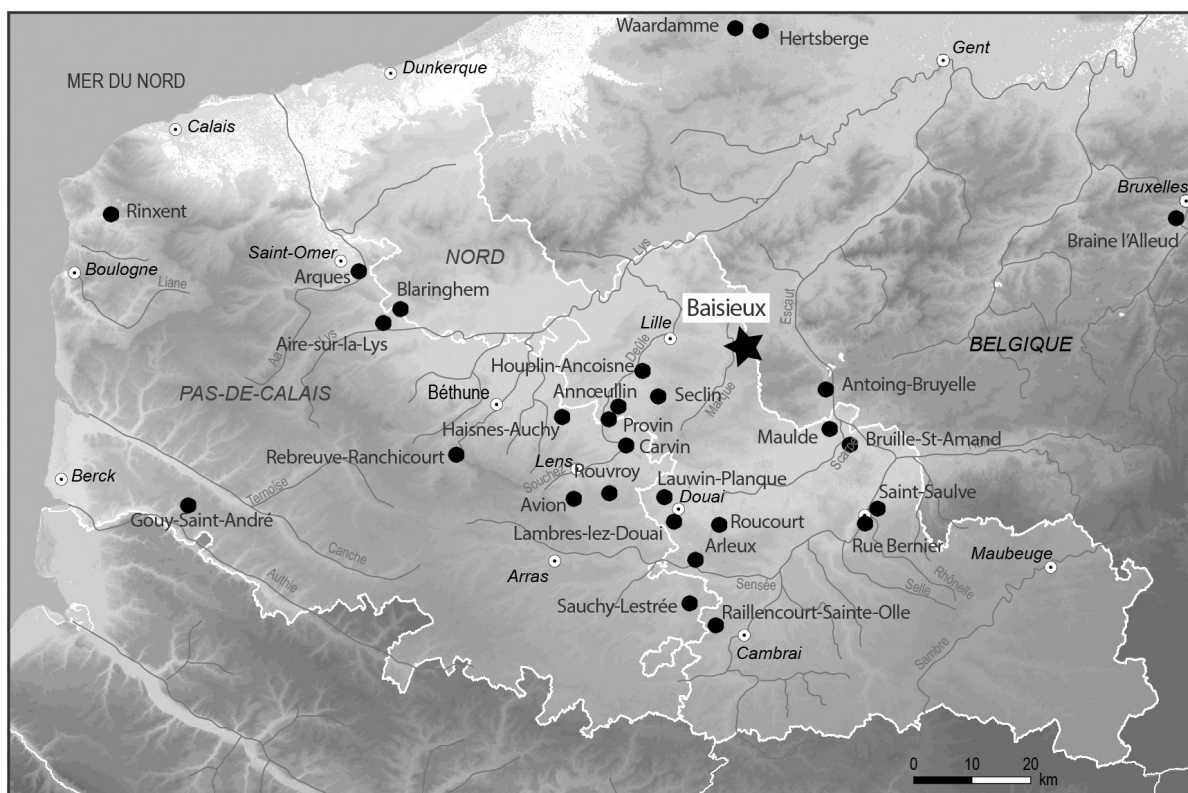 Waardamme
Hertsberge
Gent
Dunkerque
MER DU NORD
Calais
Bruxelles
Rinxent
Braine l'Alleud
Saint-Omer
NORD
Lys
Boulogne
Arques
Liane
Blaringhem
Baisieux
Escaut
Lille
Aa
Lys
Aire-sur-la-Lys
Deûle
BELGIQUE
Houplin-Ancoisne
PAS-DE-CALAIS
Béthune
Annœullin
Seclin
Marque
Antoing-Bruyelle
Haisnes-Auchy
Provin
Maulde
Bruille-St-Amand
Carvin
Scarpe
Rebreuve-Ranchicourt
Lens
Rouvroy
Souchez
Berck
Ternoise
Lauwin-Planque
Saint-Saulve
Avion
Douai
Gouy-Saint-André
Lambres-lez-Douai
Roucourt
Rue Bernier
Canche
Arleux
Maubeuge
Arras
Rhônelle
Authie
Sensée
Selle
Sauchy-Lestrée
Raillencourt-Sainte-Olle
Cambrai
Sambre
0 10 20
km